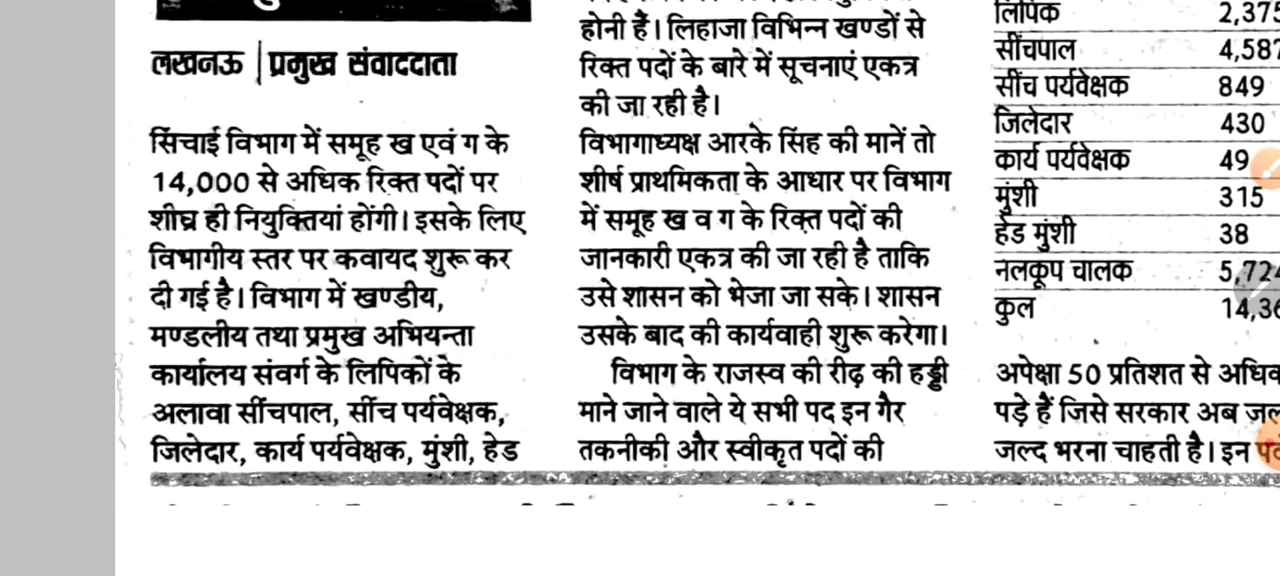 लखनऊ | प्रमुख संवाददाता
सिंचाई विभाग में समूह ख एवं ग के
14,000 से अधिक रिक्त पदों पर
शीघ्र ही नियुक्तियां होंगी। इसके लिए
विभागीय स्तर पर कवायद शुरू कर
दी गई है। विभाग में खण्डीय,
मण्डलीय तथा प्रमुख अभियन्ता
कार्यालय संवर्ग के लिपिकों के
अलावा सींचपाल, सींच पर्यवेक्षक,
जिलेदार, कार्य पर्यवेक्षक, मुंशी, हेड
होनी हैं। लिहाजा विभिन्न खण्डों से
रिक्त पदों के बारे में सूचनाएं एकत्र
की जा रही है।
विभागाध्यक्ष आरके सिंह की मानें तो
शीर्ष प्राथमिकता के आधार पर विभाग
में समूह ख व ग के रिक्त पदों की
जानकारी एकत्र की जा रही है ताकि
उसे शासन को भेजा जा सके। शासन
उसके बाद की कार्यवाही शुरू करेगा।
विभाग के राजस्व की रीढ़ की हड्डी
माने जाने वाले ये सभी पद इन गैर
तकनीकी और स्वीकृत पदों की
लिपिक 2,375
सींचपाल 4,587
सींच पर्यवेक्षक 849
जिलेदार 430
कार्य पर्यवेक्षक 49
मुंशी 315
हेड मुंशी 38
नलकूप चालक 5,724
कुल
अपेक्षा 50 प्रतिशत से
पड़े हैं जिसे सरकार अब
जल्द भरना चाहती है। इन